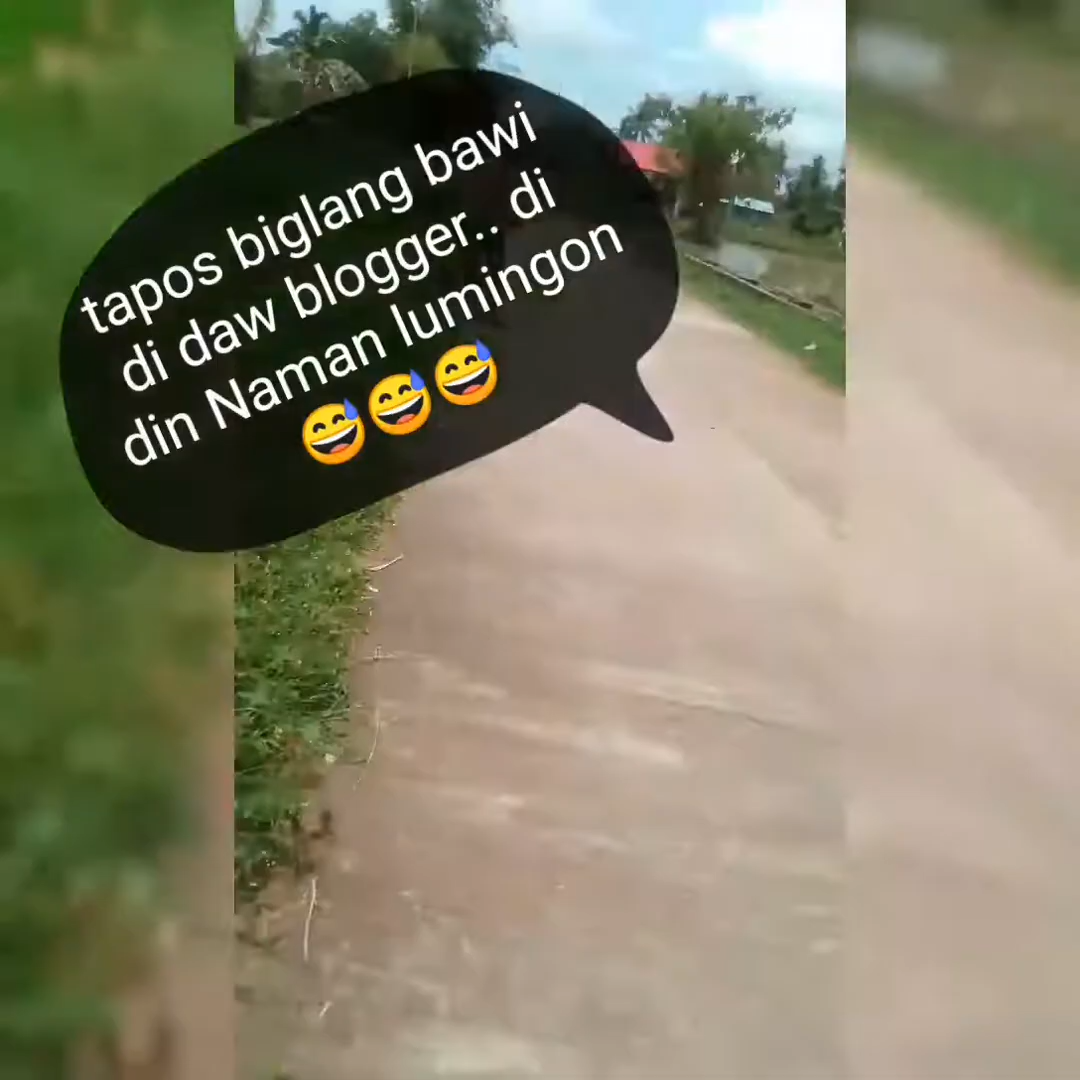 tapos biglang bawi
di daw blogger.. di
din Naman lumingon
😅😅😅